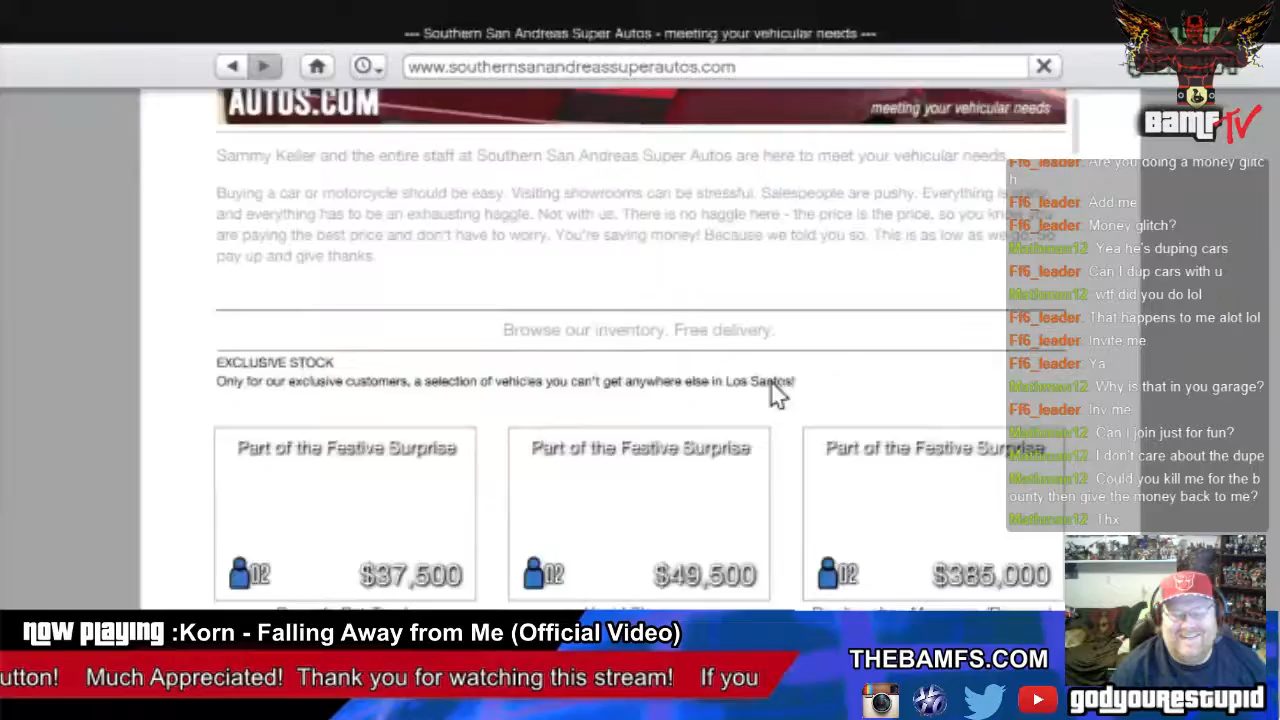 --- Southern San Andreas Super Autos - meeting your vehicular needs ---
www.southernsanandreassuperautos.com
AUTOS.COM
meeting your vehicular needs
Sammy Keller and the entire staff at Southern San Andreas Super Autos are here to meet your vehicular needs.
Buying a car or motorcycle should be easy. Visiting showrooms can be stressful. Salespeople are pushy. Everything is
and everything has to be an exhausting haggle. Not with us. There is no haggle here - the price is the price, so you know you
are paying the best price and don't have to worry. You're saving money! Because we told you so. This is as low as we go, so
pay up and give thanks.
Browse our inventory. Free delivery.
EXCLUSIVE STOCK
Only for our exclusive customers, a selection of vehicles you can't get anywhere else in Los Santos!
Part of the Festive Surprise
02
$37,500
Part of the Festive Surprise
02
$49,500
Part of the Festive Surprise
02
$385,000
BAMF TV
Ff6_leader: Are you doing a money glitc
h
Ff6_leader: Add me
Ff6_leader: Money glitch?
Mathman12: Yea he's duping cars
Ff6_leader: Can I dup cars with u
Mathman12: wtf did you do lol
Ff6_leader: That happens to me alot lol
Ff6_leader: Invite me
Ff6_leader: Ya
Mathman12: Why is that in you garage?
Ff6_leader: Inv me
Mathman12: Can i join just for fun?
Mathman12: I don't care about the dupe
Mathman12: Could you kill me for the b
ounty then give the money back to me?
Mathman12: Thx
now playing :Korn - Falling Away from Me (Official Video)
utton! Much Appreciated! Thank you for watching this stream! If you
THEBAMFS.COM
godyourestupid